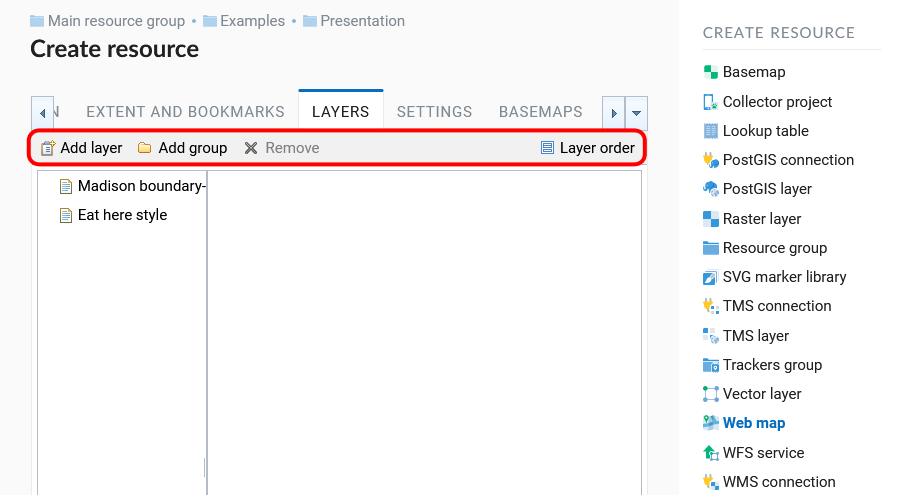 Main resource group • Examples • Presentation
Create resource
N EXTENT AND BOOKMARKS LAYERS SETTINGS BASEMAPS
Add layer Add group Remove Layer order
Madison boundary-
Eat here style
CREATE RESOURCE
Basemap
Collector project
Lookup table
PostGIS connection
PostGIS layer
Raster layer
Resource group
SVG marker library
TMS connection
TMS layer
Trackers group
Vector layer
Web map
WFS service
WMS connection